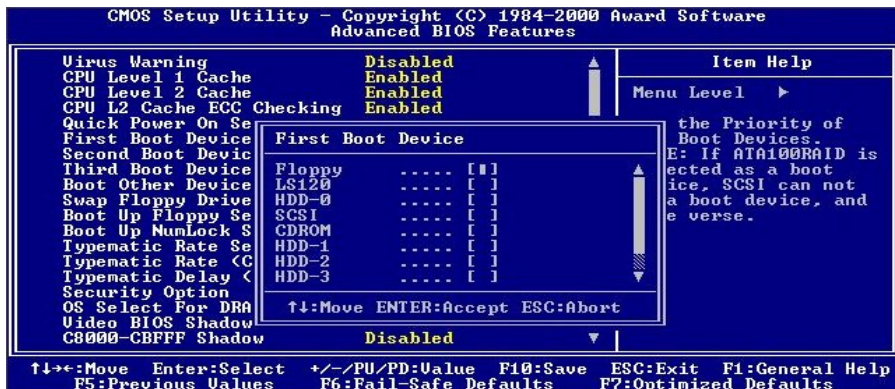 CMOS Setup Utility - Copyright (C) 1984-2000 Award Software
Advanced BIOS Features
Virus Warning Disabled
CPU Level 1 Cache Enabled
CPU Level 2 Cache Enabled
CPU L2 Cache ECC Checking Enabled
Quick Power On Se
First Boot Device
Second Boot Devic
Third Boot Device
Boot Other Device
Swap Floppy Drive
Boot Up Floppy Se
Boot Up NumLock S
Typematic Rate Se
Typematic Rate (C
Typematic Delay (
Security Option
OS Select For DRA
Video BIOS Shadow
C8000-CBFFF Shadow Disabled
First Boot Device
Floppy ..... [▮]
LS120 ..... [ ]
HDD-0 ..... [ ]
SCSI ..... [ ]
CDROM ..... [ ]
HDD-1 ..... [ ]
HDD-2 ..... [ ]
HDD-3 ..... [ ]
↑↓:Move ENTER:Accept ESC:Abort
Item Help
Menu Level ▶
the Priority of
Boot Devices.
E: If ATA100RAID is
ected as a boot
ice, SCSI can not
a boot device, and
e verse.
↑↓→←:Move Enter:Select +/-/PU/PD:Value F10:Save ESC:Exit F1:General Help
F5:Previous Values F6:Fail-Safe Defaults F7:Optimized Defaults